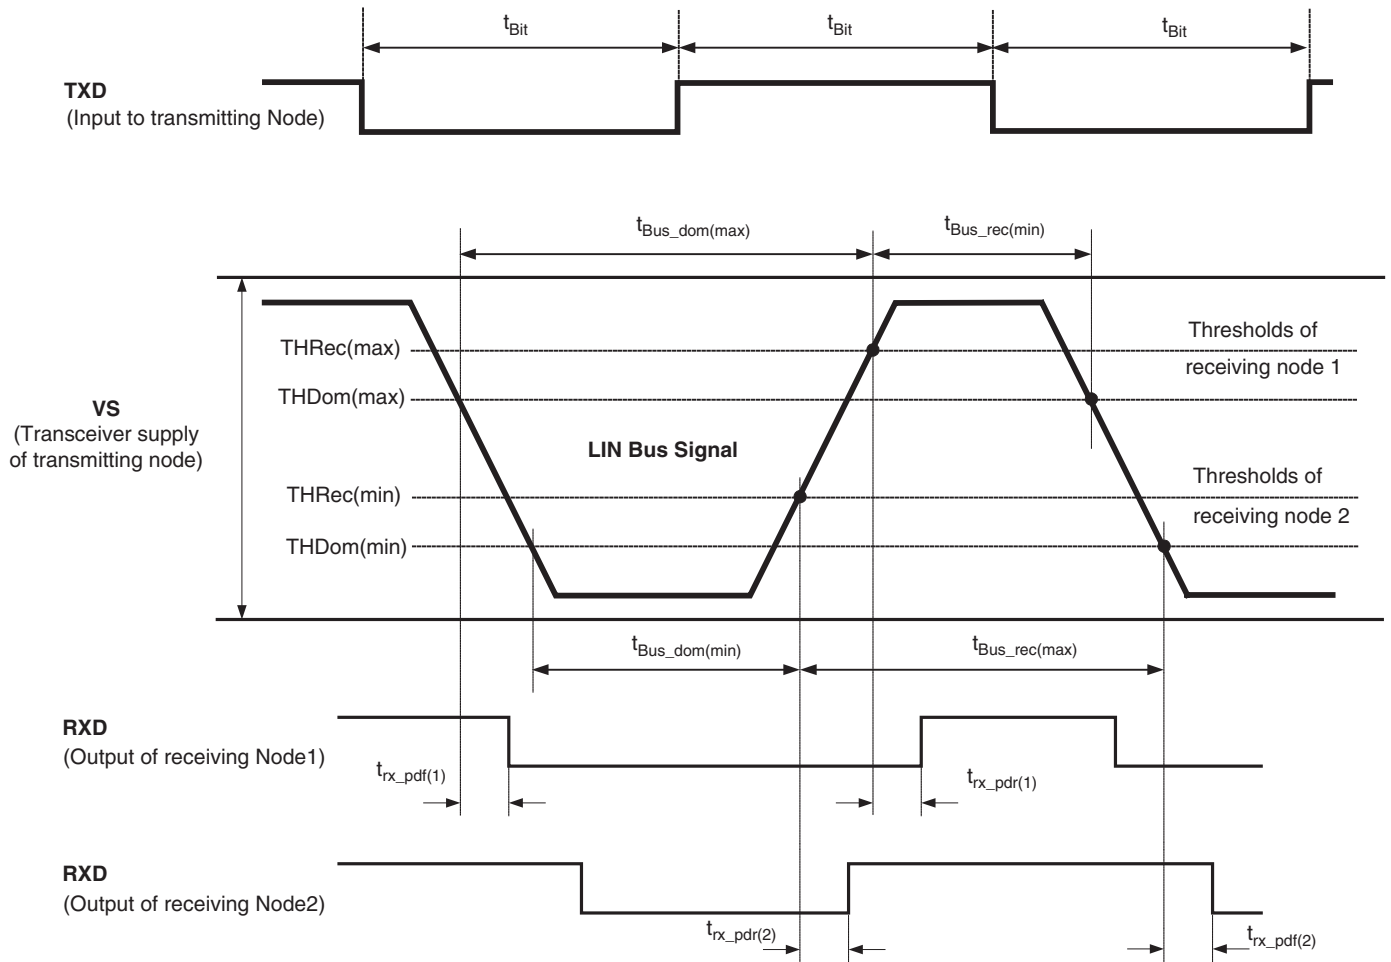 tBit
tBit
tBit
TXD
(Input to transmitting Node)
tBus_dom(max)
tBus_rec(min)
THRec(max)
Thresholds of
receiving node 1
THDom(max)
VS
(Transceiver supply
of transmitting node)
LIN Bus Signal
THRec(min)
Thresholds of
receiving node 2
THDom(min)
tBus_dom(min)
tBus_rec(max)
RXD
(Output of receiving Node1)
trx_pdf(1)
trx_pdr(1)
RXD
(Output of receiving Node2)
trx_pdr(2)
trx_pdf(2)